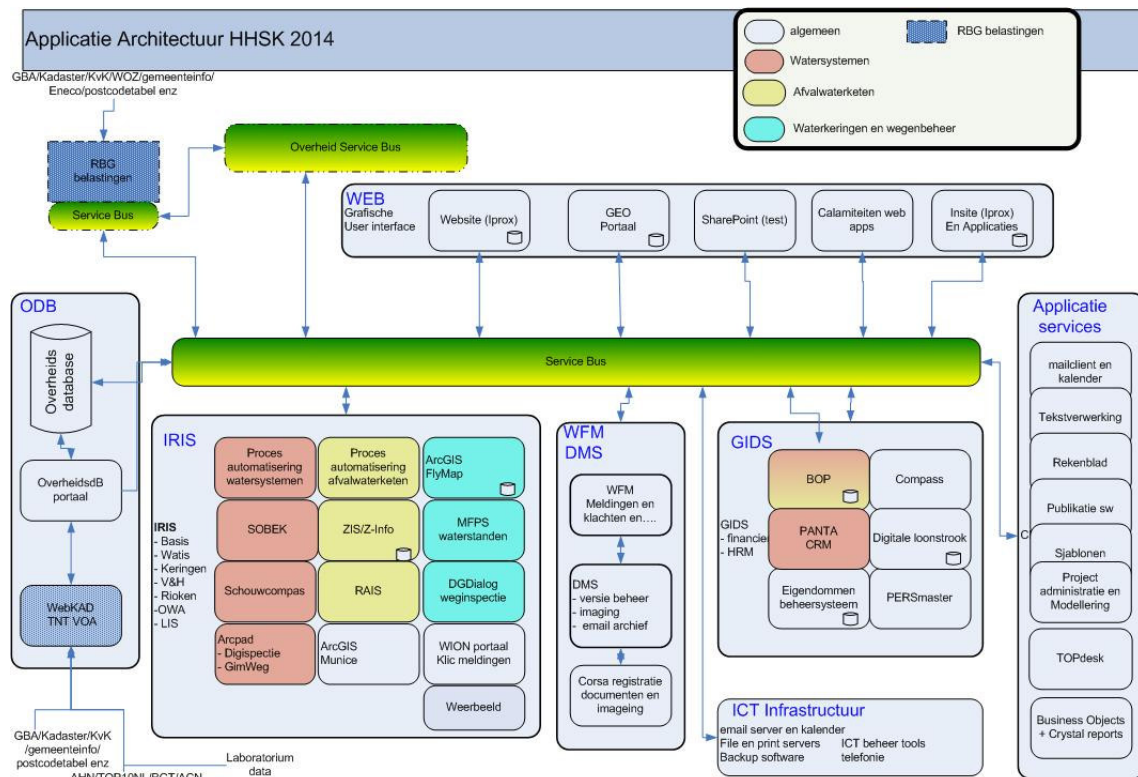 Applicatie Architectuur HHSK 2014
algemeen
RBG belastingen
Watersystemen
Afvalwaterketen
Waterkeringen en wegenbeheer
GBA/Kadaster/KvK/WOZ/gemeenteinfo/
Eneco/postcodetabel enz
RBG
belastingen
Service Bus
Overheid Service Bus
WEB
Grafische
User interface
Website (Iprox)
GEO
Portaal
SharePoint (test)
Calamiteiten web
apps
Insite (Iprox)
En Applicaties
ODB
Overheids
database
OverheidsdB
portaal
WebKAD
TNT VOA
GBA/Kadaster/KvK
/gemeenteinfo/
postcodetabel enz
Laboratorium
data
Service Bus
IRIS
IRIS
- Basis
- Watis
- Keringen
- V&H
- Rioken
-OWA
- LIS
Proces
automatisering
watersystemen
Proces
automatisering
afvalwaterketen
ArcGIS
FlyMap
SOBEK
ZIS/Z-Info
MFPS
waterstanden
Schouwcompas
RAIS
DGDialog
weginspectie
Arcpad
- Digispectie
- GimWeg
ArcGIS
Munice
WION portaal
Klic meldingen
Weerbeeld
WFM
DMS
WFM
Meldingen en
klachten en....
DMS
- versie beheer
- imaging
- email archief
Corsa registratie
documenten en
imageing
GIDS
GIDS
- financien
- HRM
BOP
Compass
PANTA
CRM
Digitale loonstrook
Eigendommen
beheersysteem
PERSmaster
ICT Infrastructuur
email server en kalender
File en print servers
ICT beheer tools
Backup software
telefonie
Applicatie
services
mailclient en
kalender
Tekstverwerking
Rekenblad
Publikatie sw
Sjablonen
Project
administratie en
Modellering
TOPdesk
Business Objects
+ Crystal reports